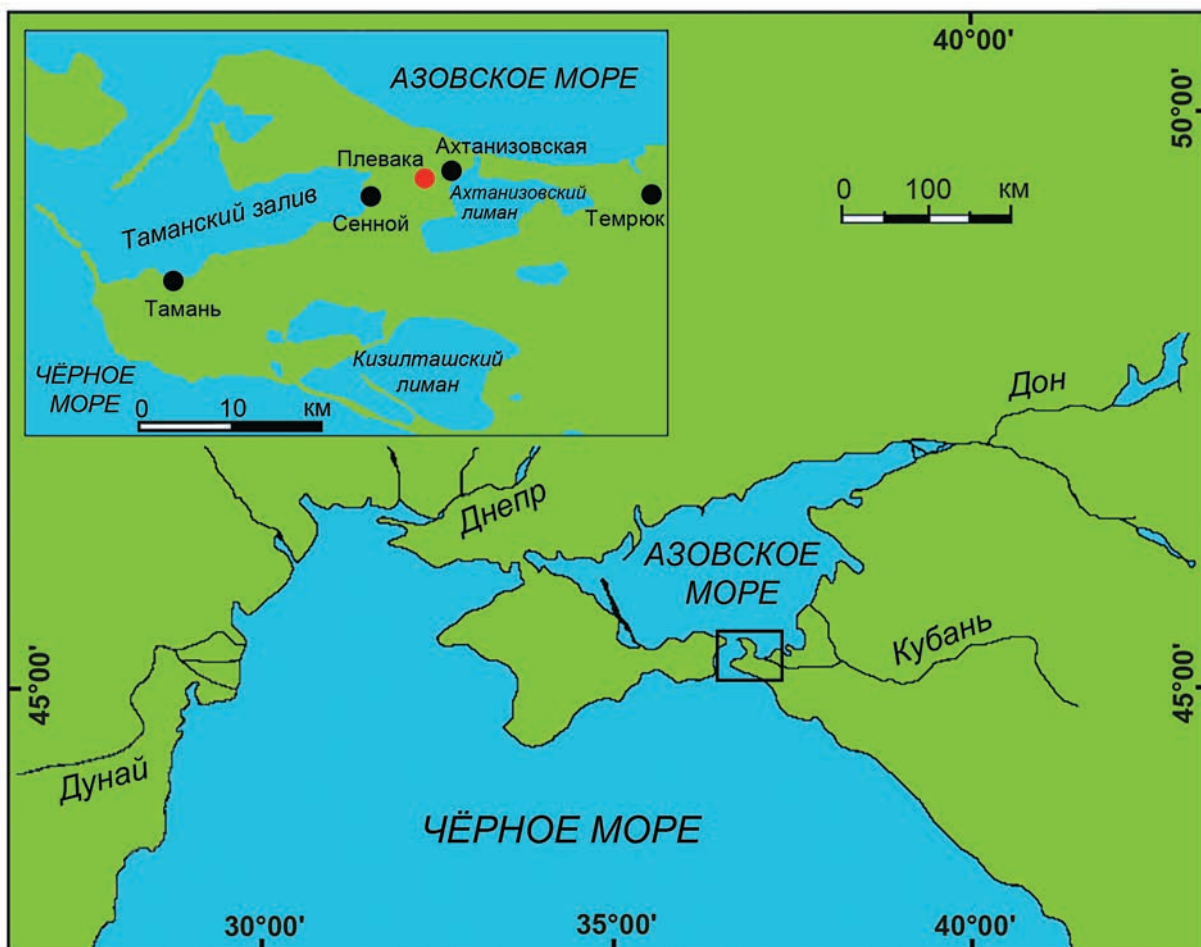 40°00'
50°00'
АЗОВСКОЕ МОРЕ
Плевака
Ахтанизовская
Ахтанизовский
лиман
Таманский залив
Сенной
Темрюк
Тамань
ЧЁРНОЕ
МОРЕ
Кизилташский
лиман
0 10 км
0 100 км
Дон
Днепр
АЗОВСКОЕ
МОРЕ
Кубань
45°00'
45°00'
Дунай
ЧЁРНОЕ МОРЕ
30°00'
35°00'
40°00'